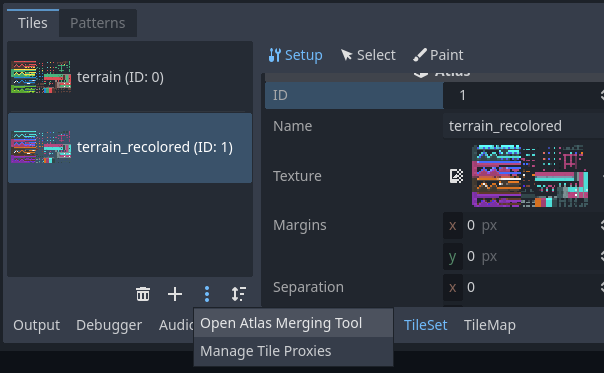 Tiles Patterns
terrain (ID: 0)
terrain_recolored (ID: 1)
Setup Select Paint
Atlas
ID 1
Name terrain_recolored
Texture
Margins x 0 px
y 0 px
Separation x 0
Output Debugger TileSet TileMap
Open Atlas Merging Tool
Manage Tile Proxies